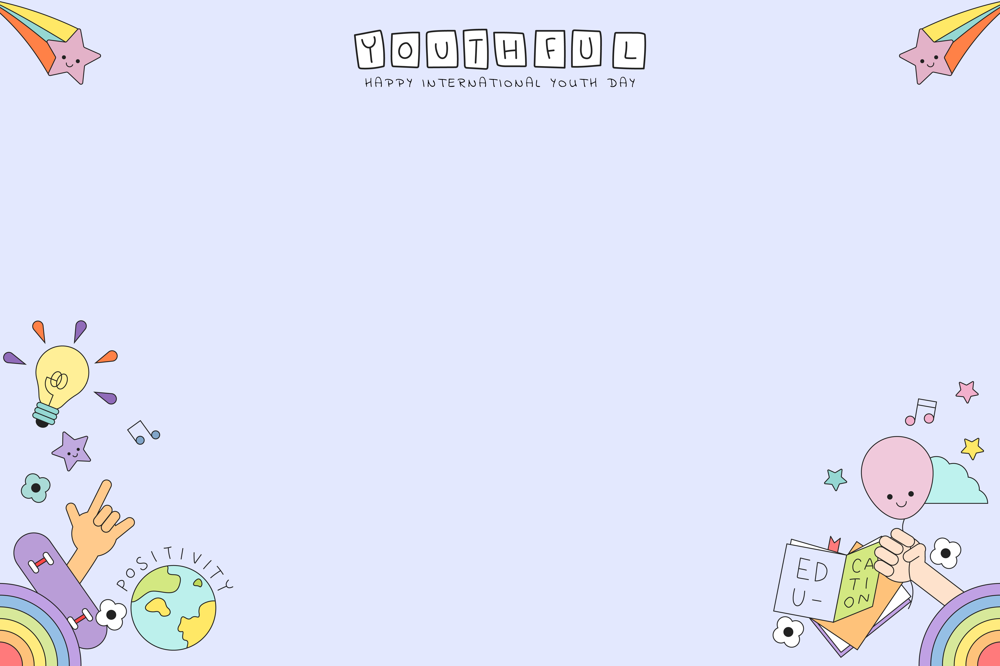 YOUTHFUL
HAPPY INTERNATIONAL YOUTH DAY
POSITIVITY
ED
U-
CA
TI
ON